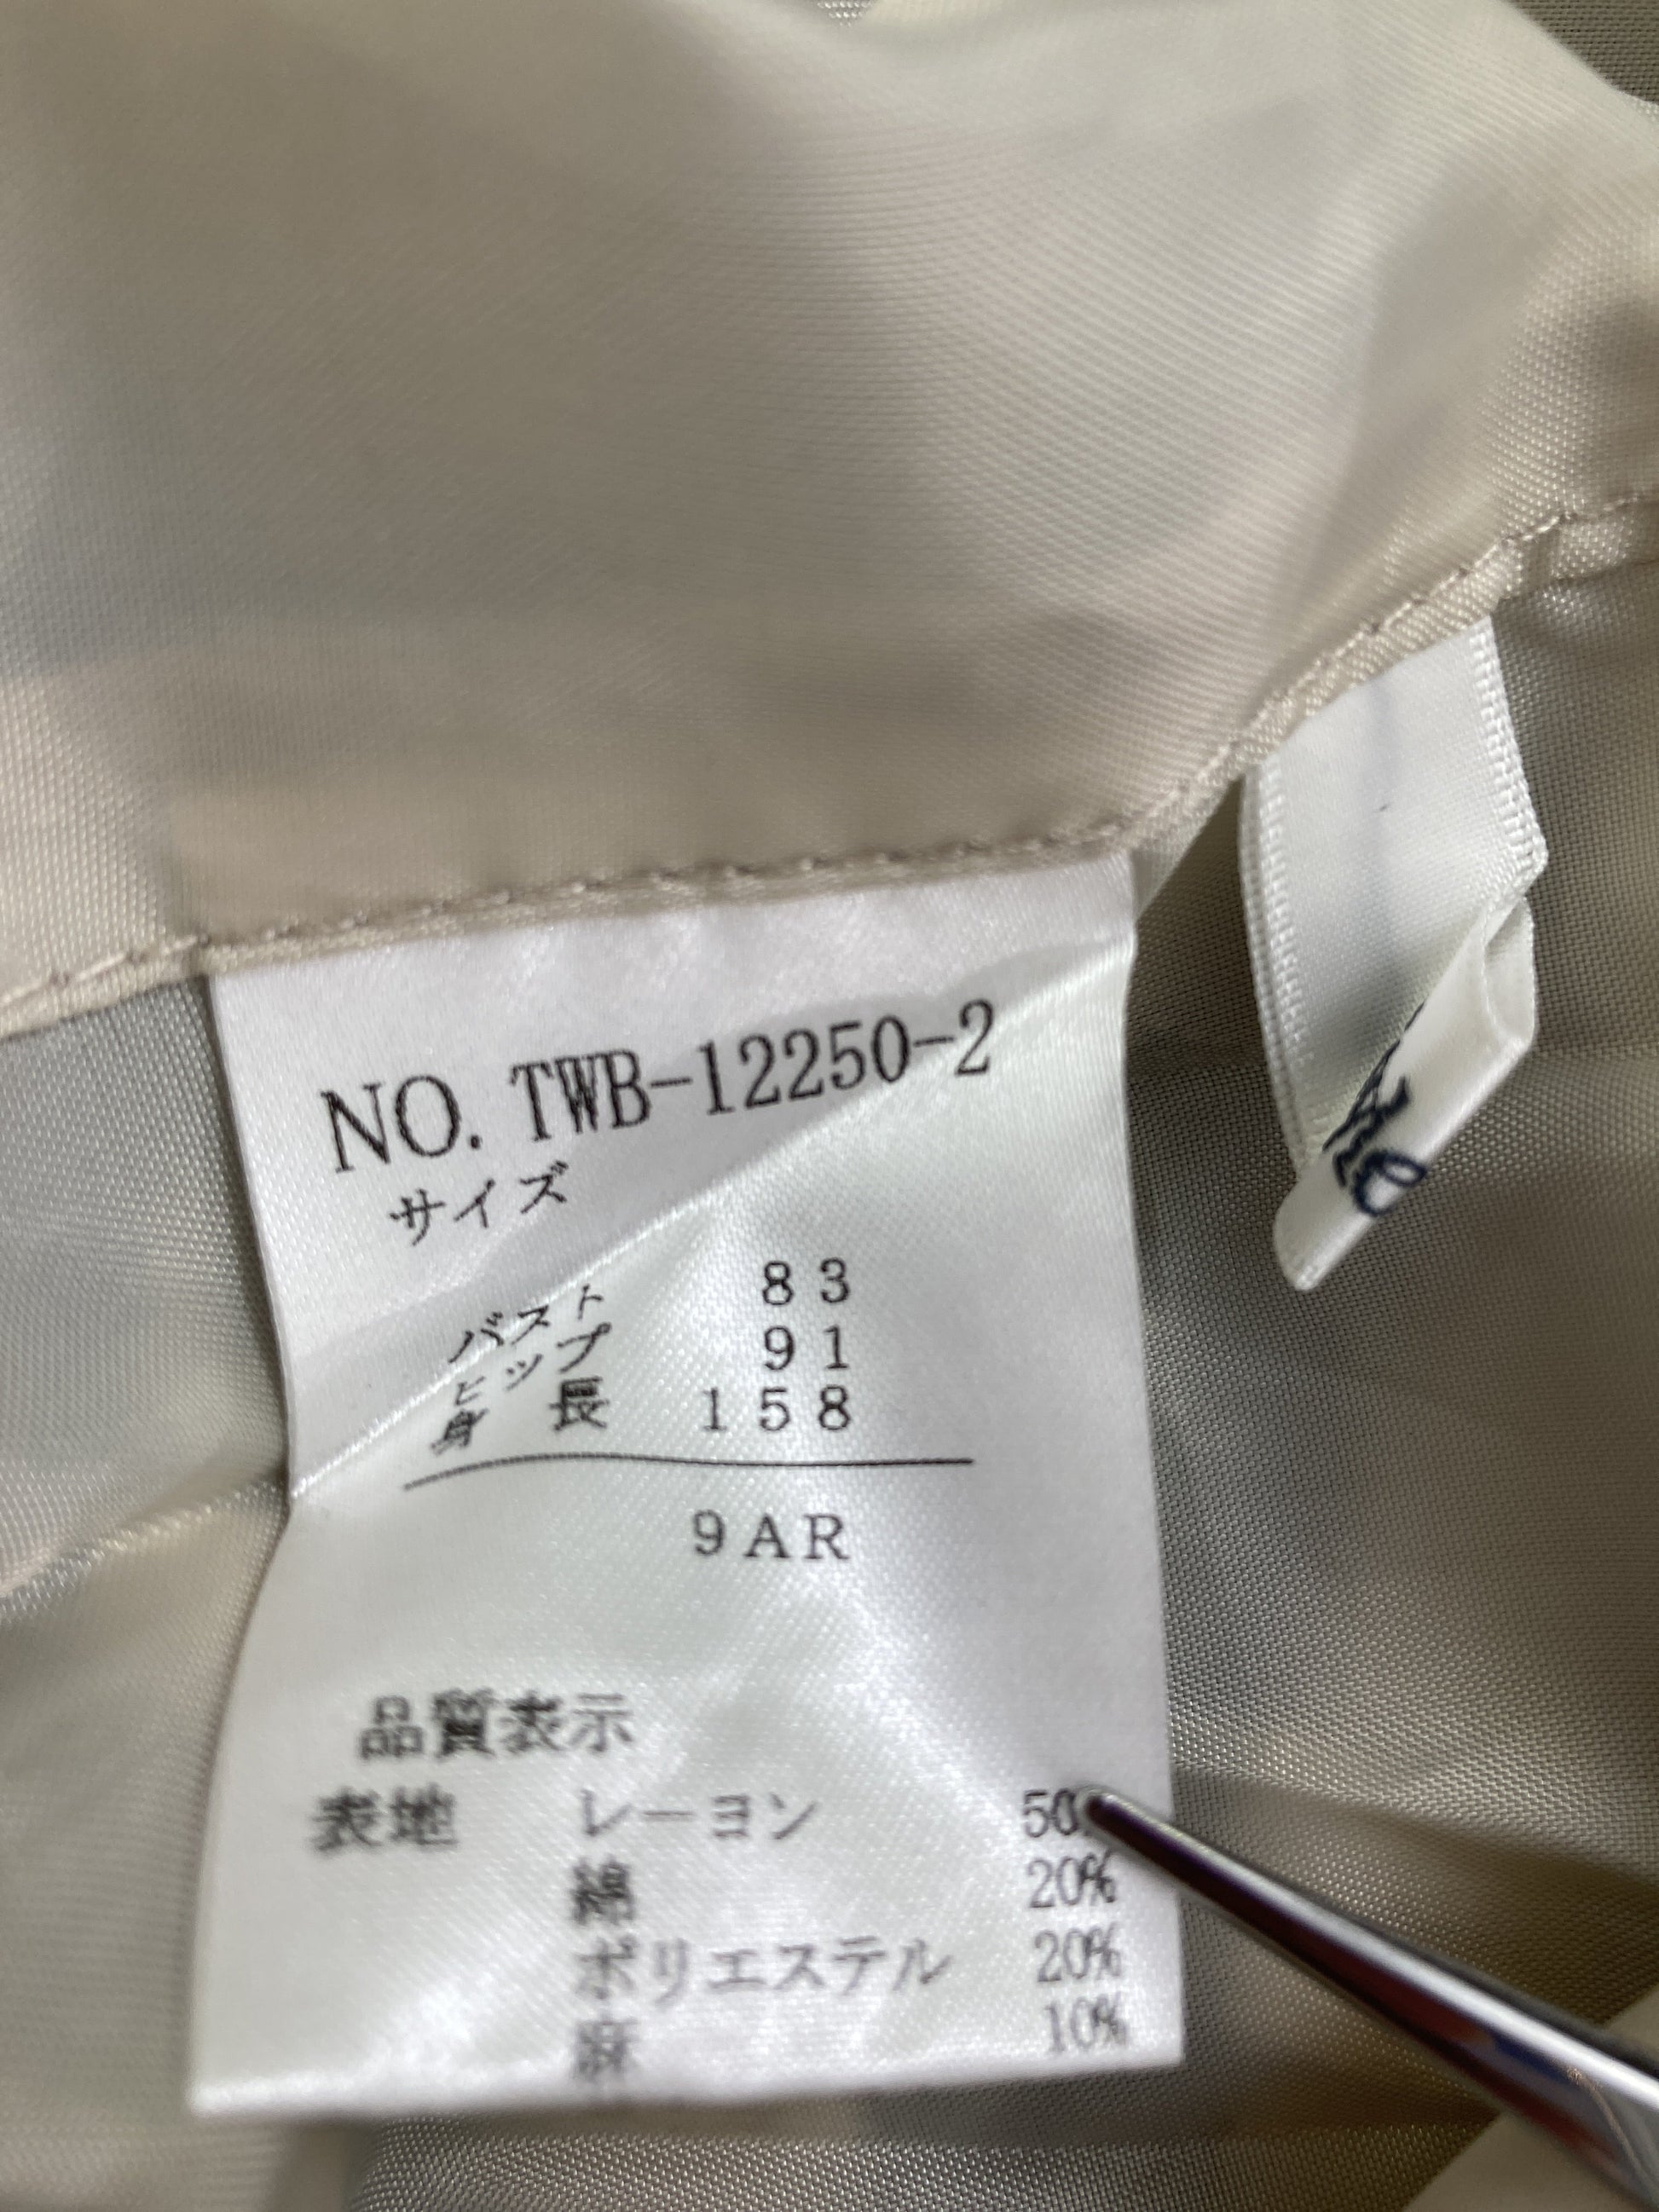 NO. TWB-12250-2
サイズ
バスト 83
ヒップ 91
身長 158
9AR
品質表示
表地 レーヨン 50%
綿 20%
ポリエステル 20%
麻 10%